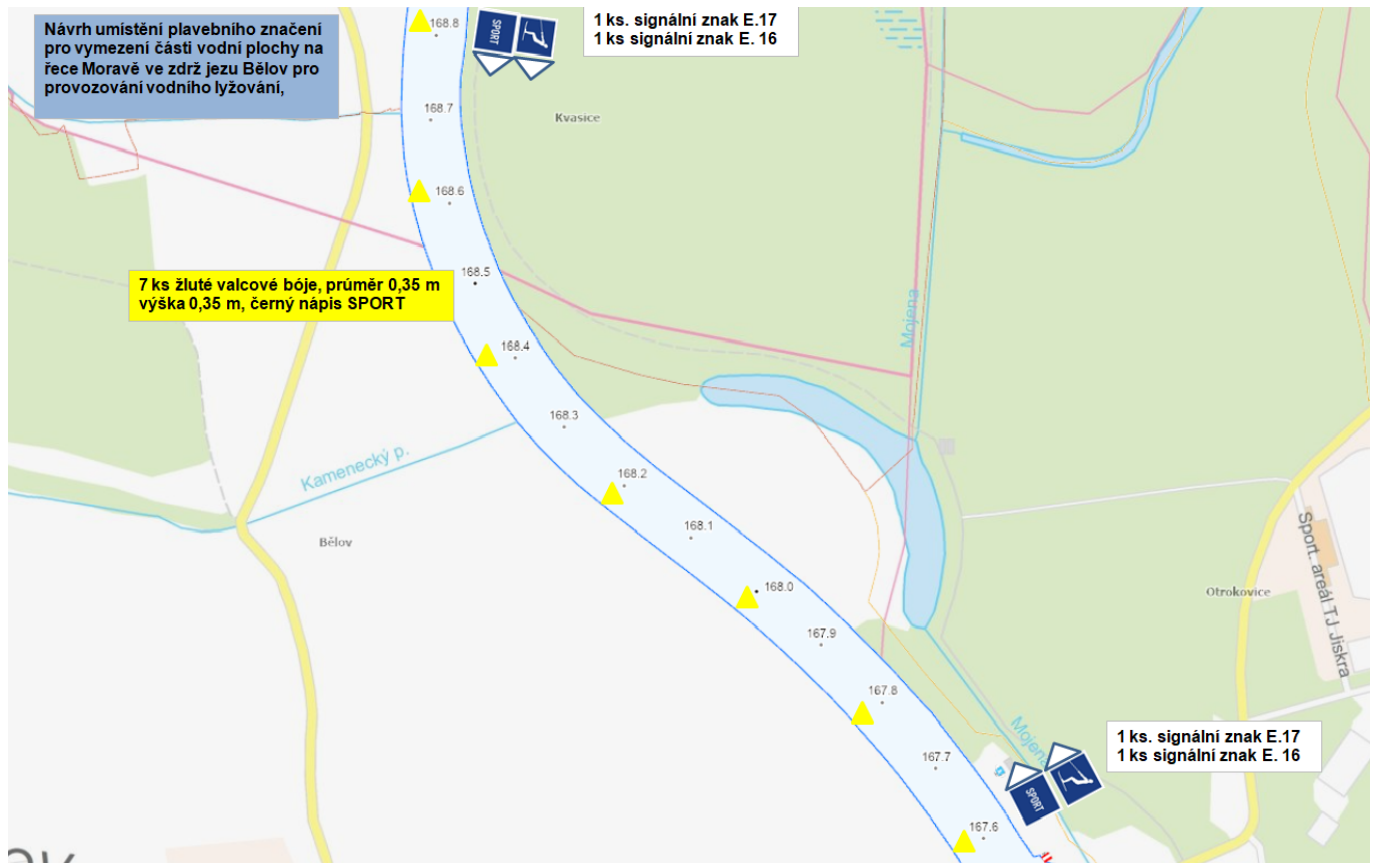 Návrh umístění plavebního značení
pro vymezení části vodní plochy na
řece Moravě ve zdrž jezu Bělov pro
provozování vodního lyžování,
168.8
SPORT
1 ks. signální znak E.17
1 ks signální znak E. 16
168.7
Kvasice
168.6
168.5
7 ks žluté valcové bóje, prúměr 0,35 m
výška 0,35 m, černý nápis SPORT
Mojena
168.4
168.3
Kamenecký p.
168.2
168.1
Bělov
168.0
Otrokovice
Sport. areál TJ Jiskra
167.9
167.8
Mojena
1 ks. signální znak E.17
1 ks signální znak E. 16
167.7
SPORT
167.6